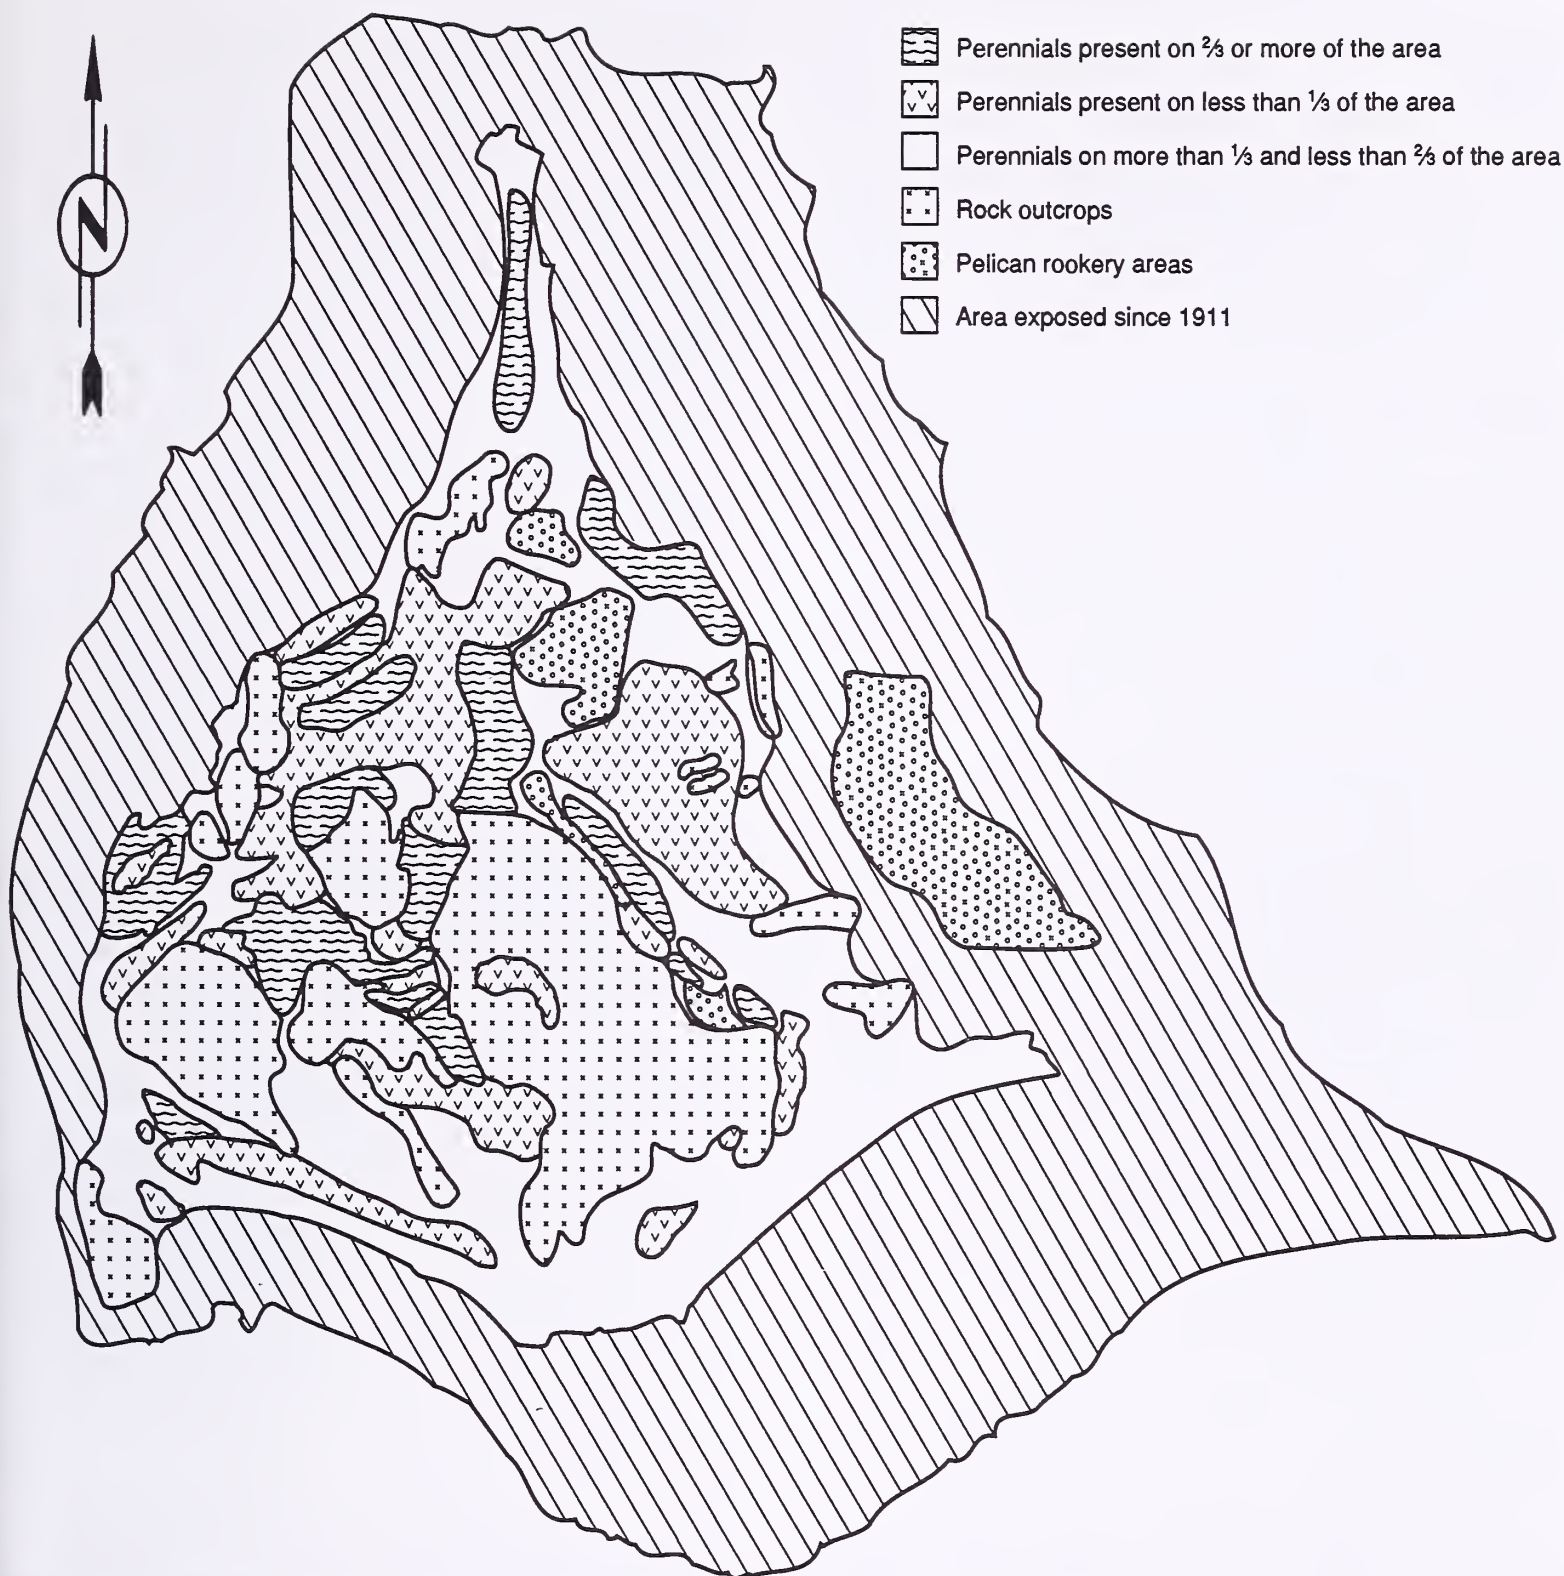 Perennials present on ⅔ or more of the area
Perennials present on less than ⅓ of the area
Perennials on more than ⅓ and less than ⅔ of the area
Rock outcrops
Pelican rookery areas
Area exposed since 1911
N